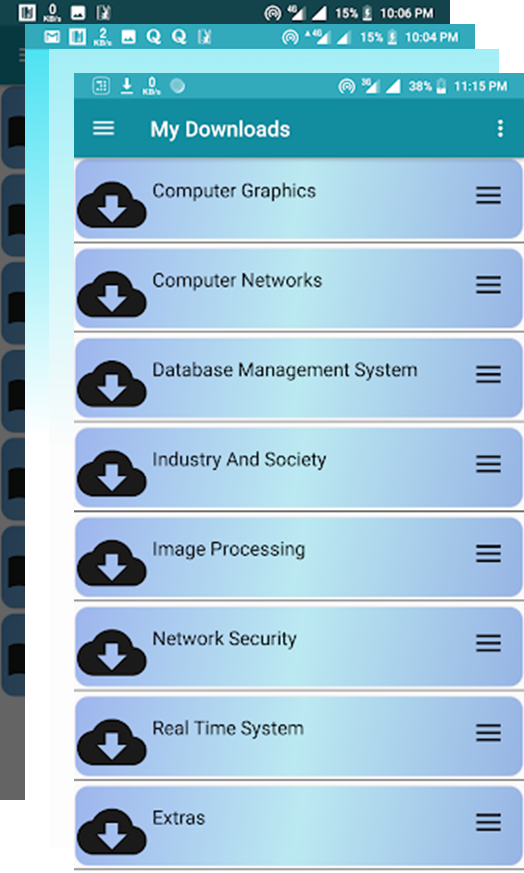 0
KB/s
4G
15%
10:06 PM
2
KB/s
4G
15%
10:04 PM
0
KB/s
3G
38%
11:15 PM
My Downloads
Computer Graphics
Computer Networks
Database Management System
Industry And Society
Image Processing
Network Security
Real Time System
Extras